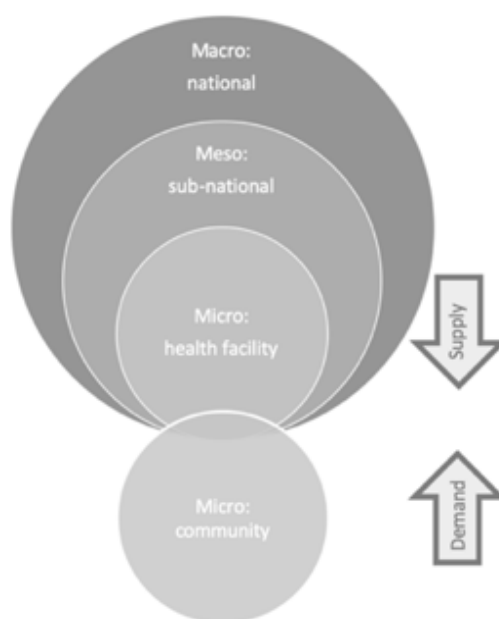 Macro:
national
Meso:
sub-national
Micro:
health facility
Supply
Micro:
community
Demand